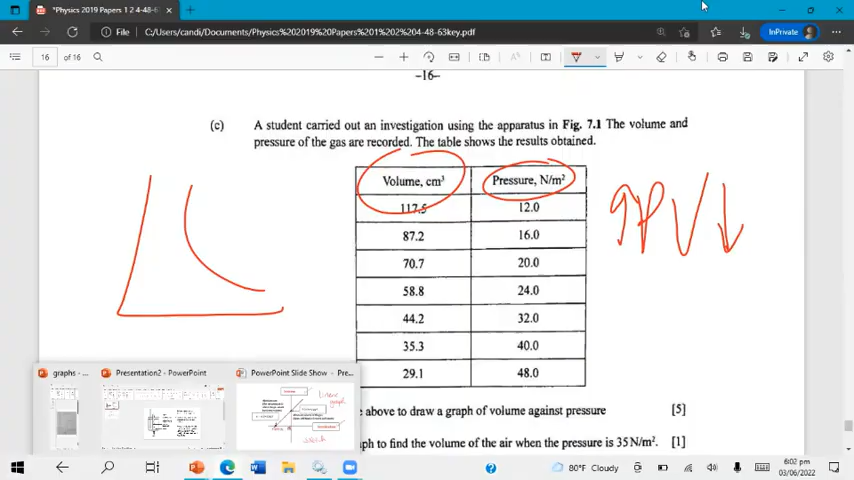 *Physics 2019 Papers 1 2 4-48-6
File
C:/Users/candi/Documents/Physics%202019%20Papers%201%202%204-48-63key.pdf
InPrivate
16 of 16
-16-
(c) A student carried out an investigation using the apparatus in Fig. 7.1 The volume and
pressure of the gas are recorded. The table shows the results obtained.
Volume, cm³ Pressure, N/m²
117.5 12.0
87.2 16.0
70.7 20.0
58.8 24.0
44.2 32.0
35.3 40.0
29.1 48.0
↑P V ↓
graphs - ...
Presentation2 - PowerPoint
PowerPoint Slide Show - Pre...
Linear
graph
e above to draw a graph of volume against pressure [5]
ph to find the volume of the air when the pressure is 35 N/m². [1]
80°F Cloudy
6:02 pm
03/06/2022